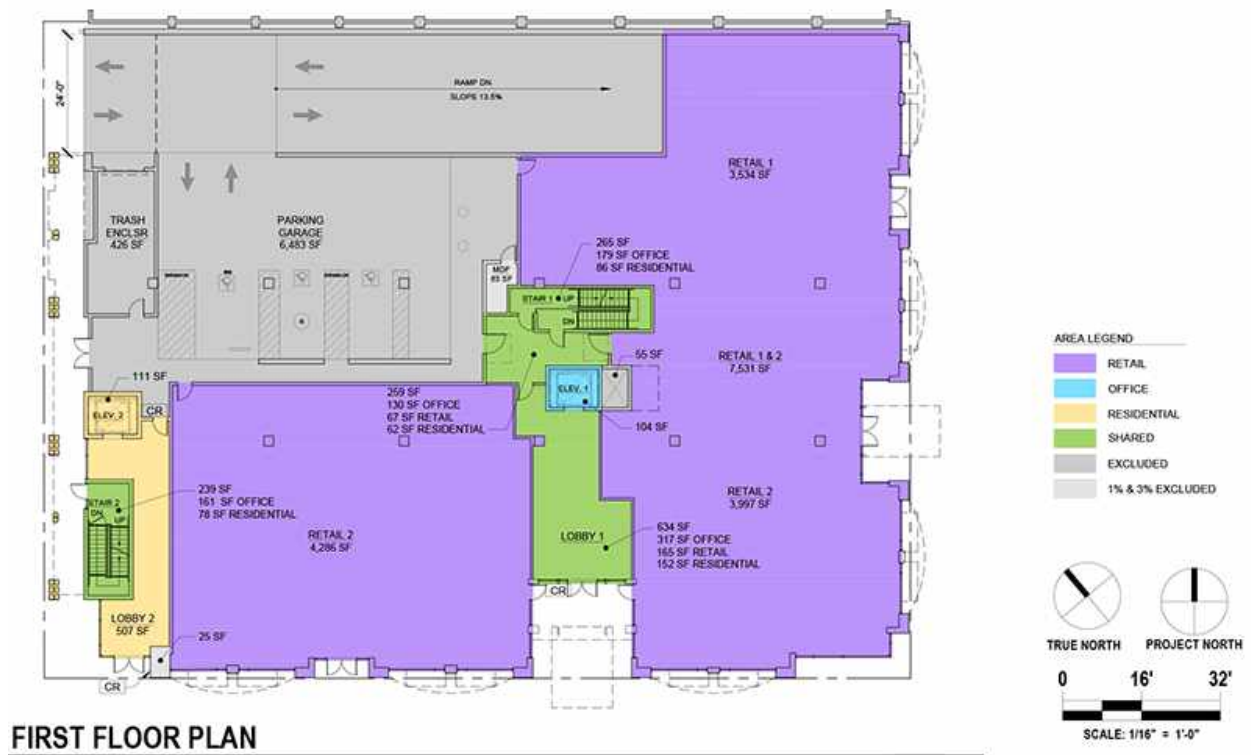 RAMP DN
SLOPE 13.5%
24'-0"
RETAIL 1
3,534 SF
TRASH
ENCLSR
426 SF
PARKING
GARAGE
6,483 SF
265 SF
179 SF OFFICE
86 SF RESIDENTIAL
MDF
85 SF
STAIR 1
UP
DN
55 SF
RETAIL 1 & 2
7,531 SF
111 SF
ELEV. 2
CR
259 SF
130 SF OFFICE
67 SF RETAIL
62 SF RESIDENTIAL
ELEV. 1
104 SF
239 SF
161 SF OFFICE
78 SF RESIDENTIAL
STAIR 2
DN
UP
RETAIL 2
4,286 SF
RETAIL 2
3,997 SF
LOBBY 1
634 SF
317 SF OFFICE
165 SF RETAIL
152 SF RESIDENTIAL
CR
LOBBY 2
507 SF
25 SF
CR
AREA LEGEND
RETAIL
OFFICE
RESIDENTIAL
SHARED
EXCLUDED
1% & 3% EXCLUDED
TRUE NORTH
PROJECT NORTH
0 16' 32'
SCALE: 1/16" = 1'-0"
FIRST FLOOR PLAN